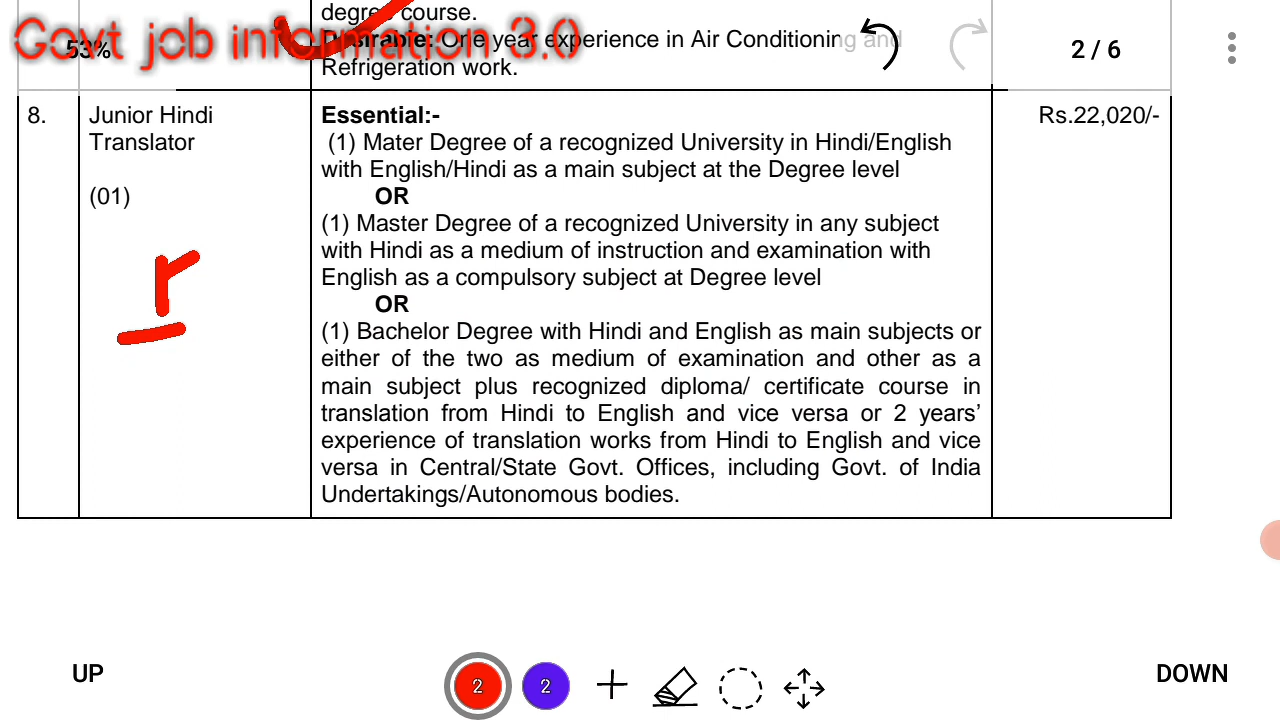 degree course.
Govt job information 3.0
53%
Desirable: One year experience in Air Conditioning and
2 / 6
Refrigeration work.
8.
Junior Hindi
Translator
(01)
Essential:-
(1) Mater Degree of a recognized University in Hindi/English
with English/Hindi as a main subject at the Degree level
OR
(1) Master Degree of a recognized University in any subject
with Hindi as a medium of instruction and examination with
English as a compulsory subject at Degree level
OR
(1) Bachelor Degree with Hindi and English as main subjects or
either of the two as medium of examination and other as a
main subject plus recognized diploma/ certificate course in
translation from Hindi to English and vice versa or 2 years’
experience of translation works from Hindi to English and vice
versa in Central/State Govt. Offices, including Govt. of India
Undertakings/Autonomous bodies.
Rs.22,020/-
UP
2
2
DOWN